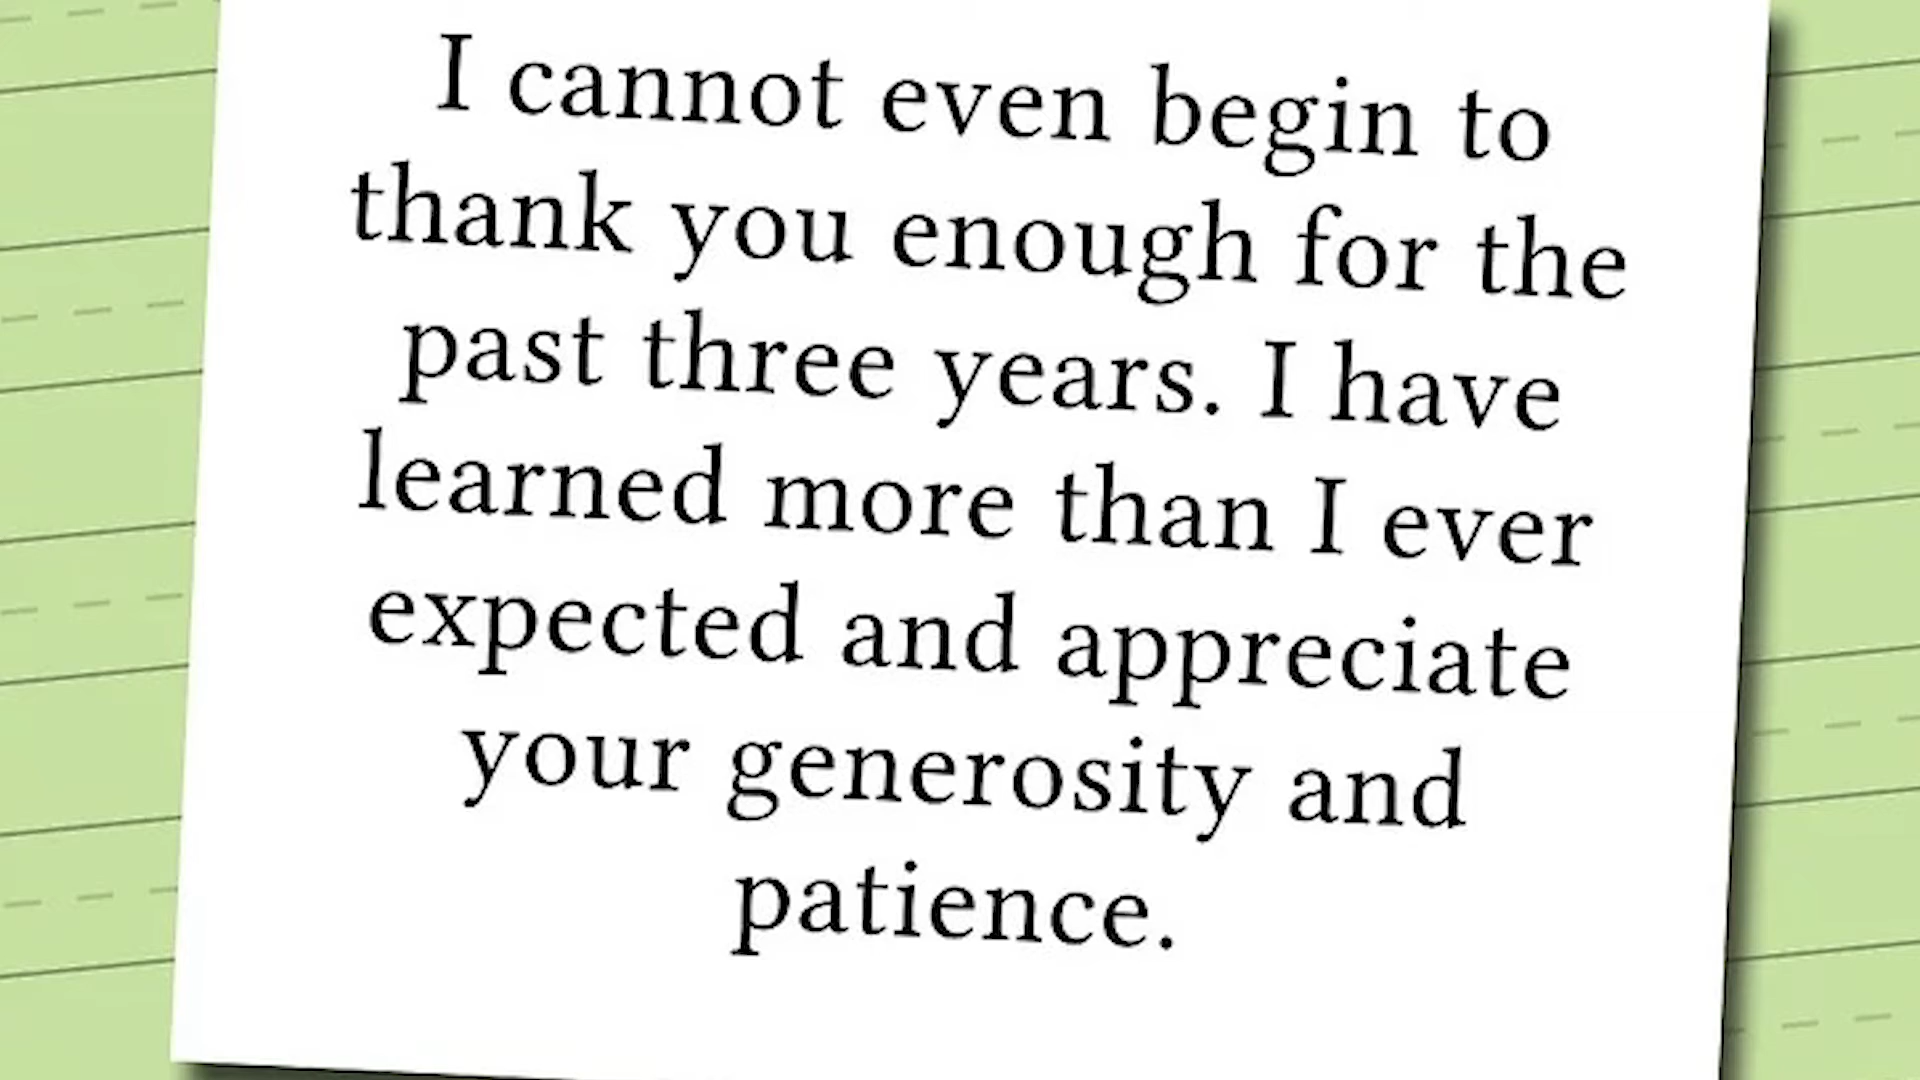 I cannot even begin to
thank you enough for the
past three years. I have
learned more than I ever
expected and appreciate
your generosity and
patience.